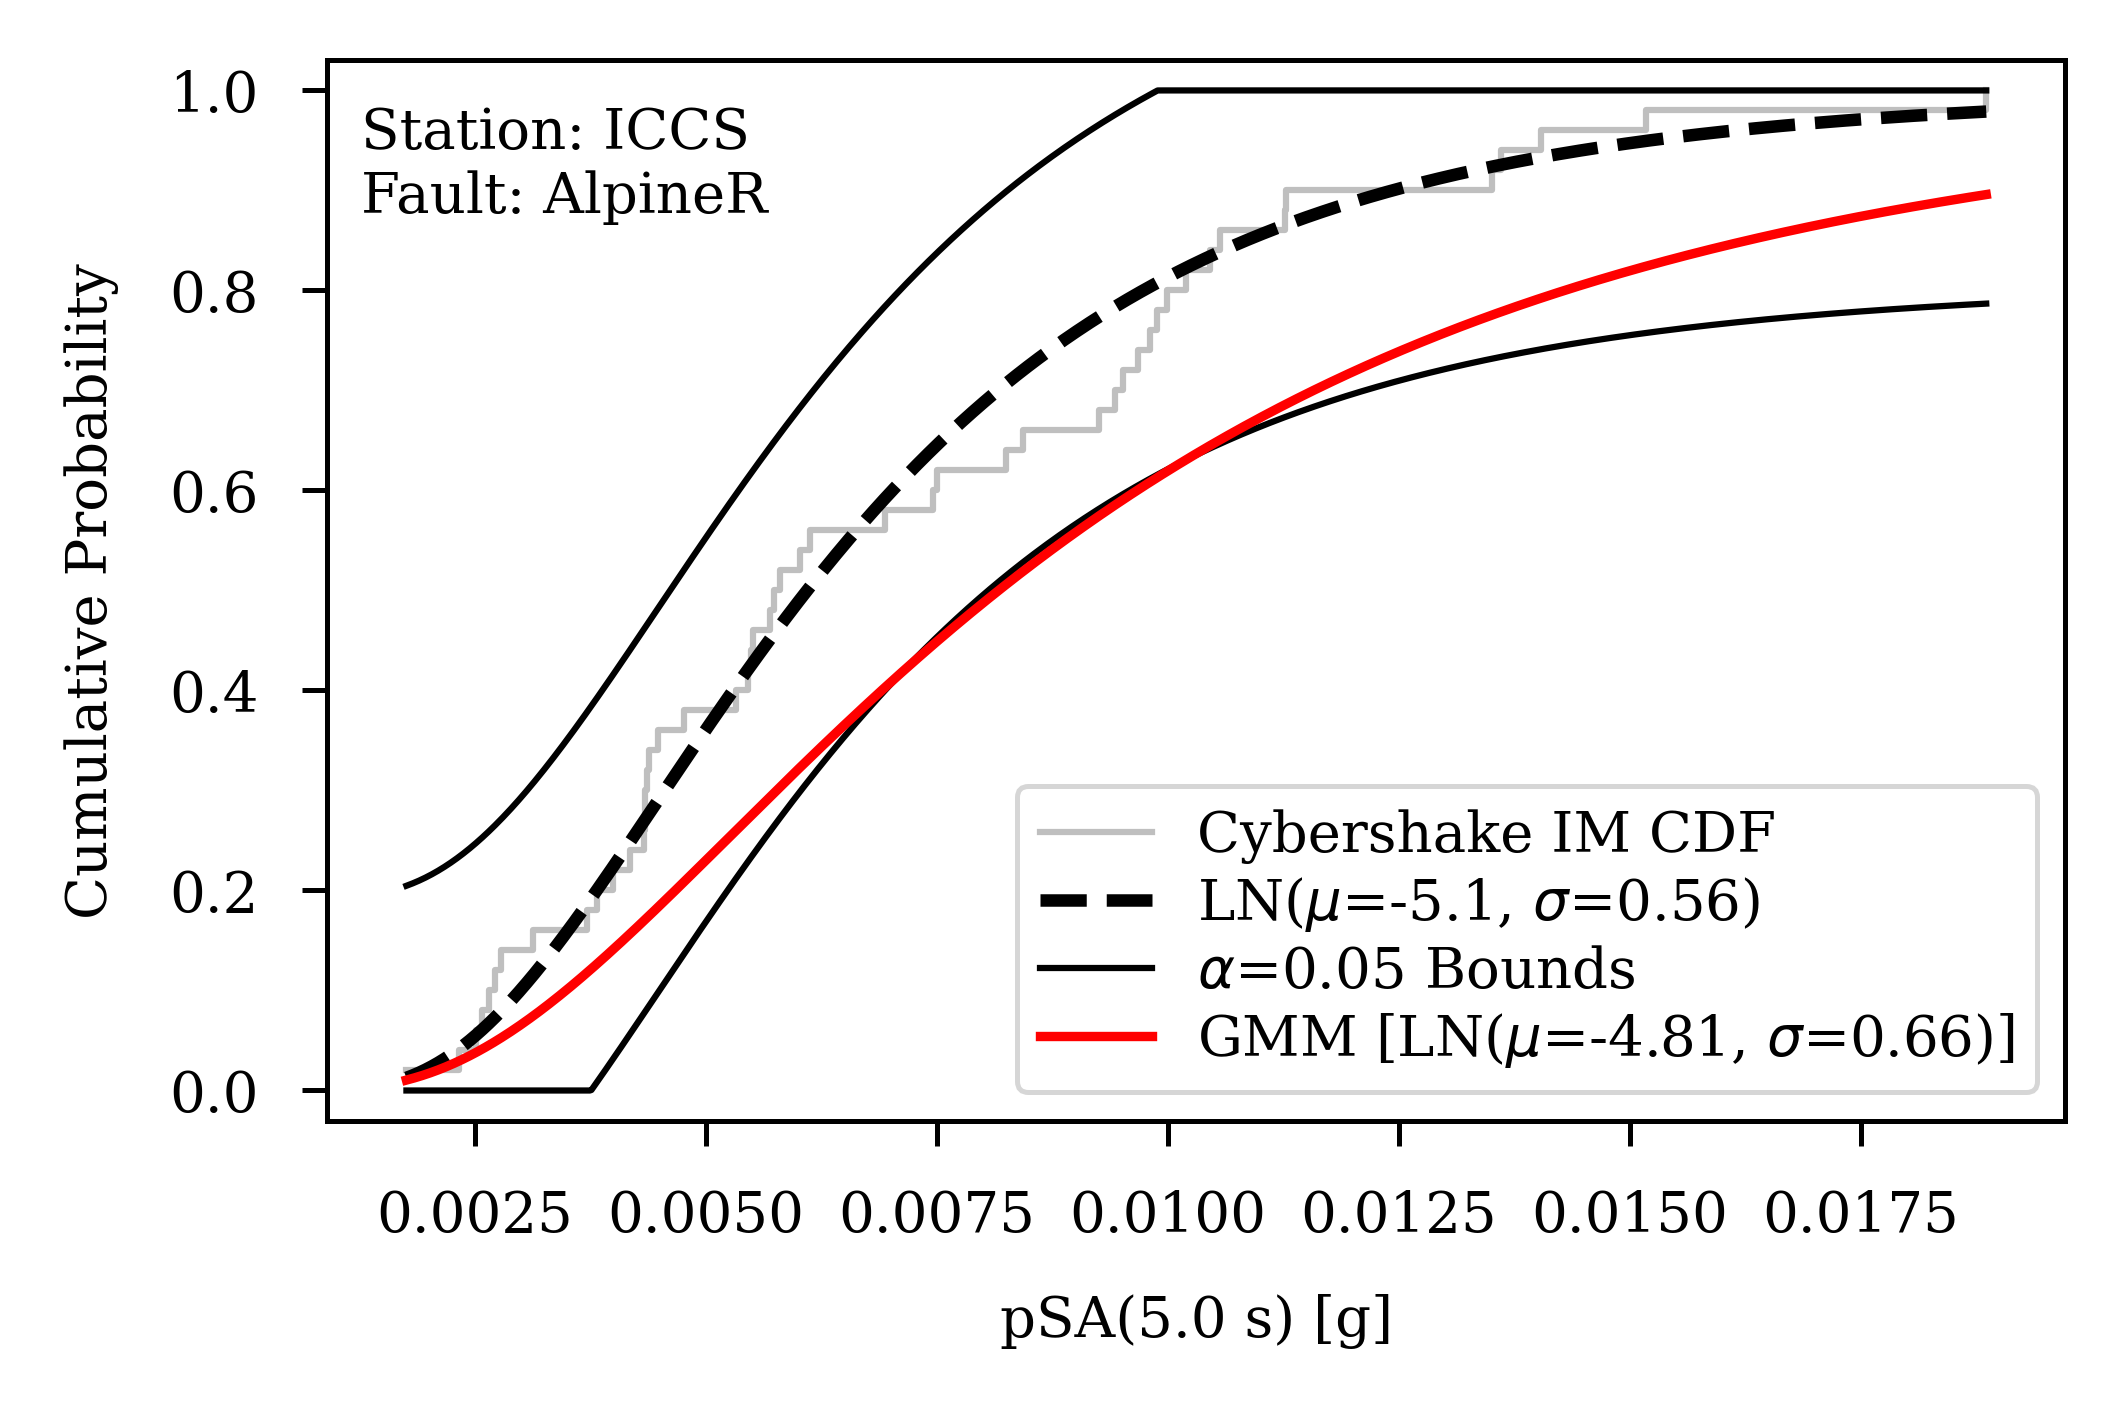 Station: ICCS
Fault: AlpineR
Cumulative Probability
1.0
0.8
0.6
0.4
0.2
0.0
Cybershake IM CDF
LN(μ=-5.1, σ=0.56)
α=0.05 Bounds
GMM [LN(μ=-4.81, σ=0.66)]
0.0025 0.0050 0.0075 0.0100 0.0125 0.0150 0.0175
pSA(5.0 s) [g]